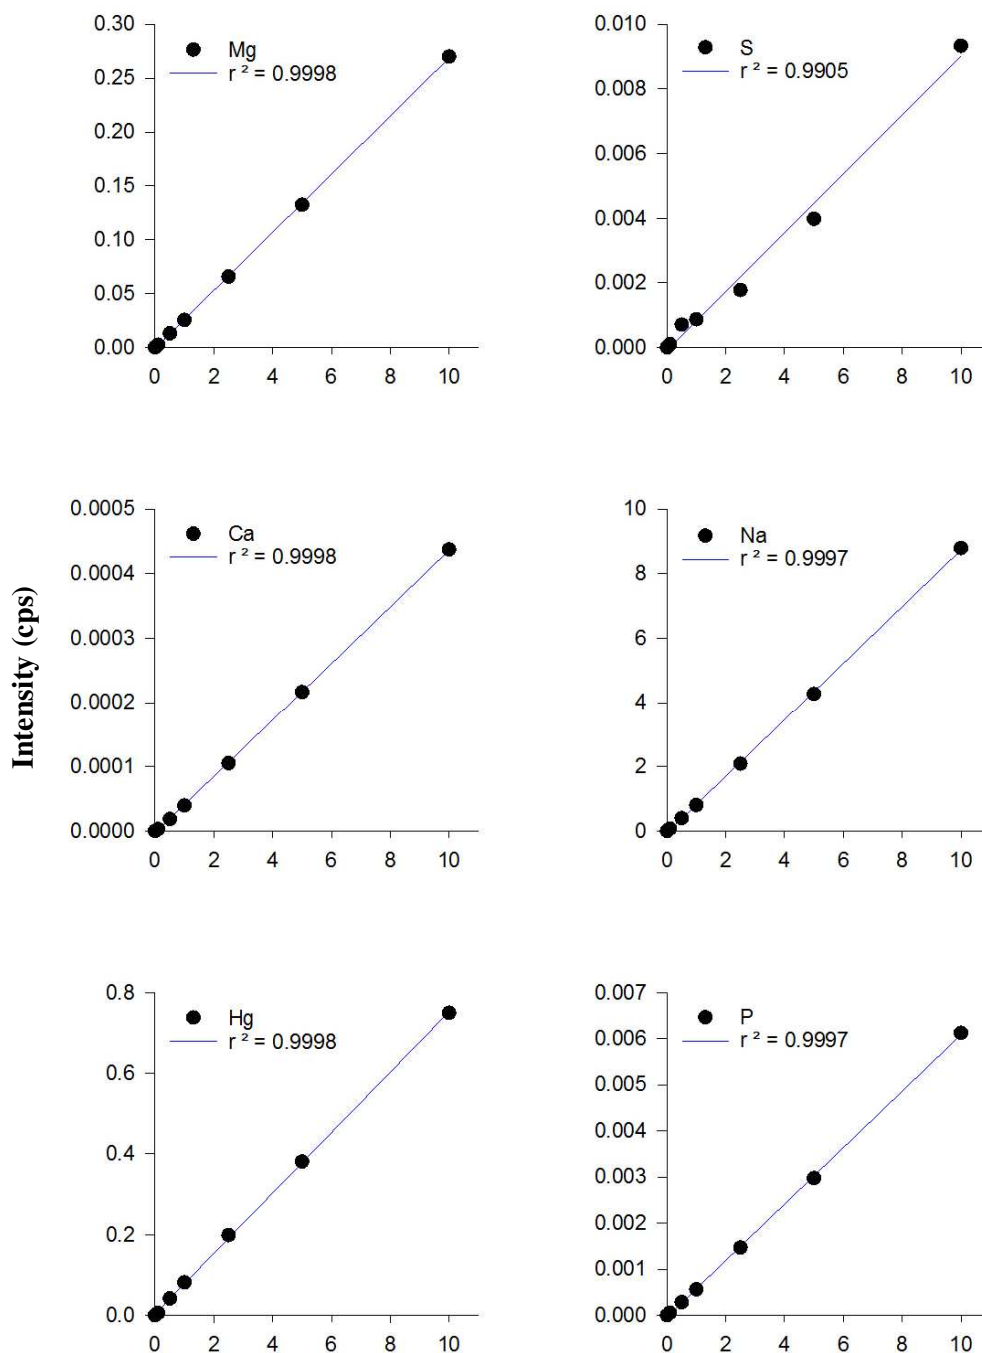 Intensity (cps)
0.30
0.25
0.20
0.15
0.10
0.05
0.00
Mg
r ² = 0.9998
0 2 4 6 8 10
0.010
0.008
0.006
0.004
0.002
0.000
S
r ² = 0.9905
0 2 4 6 8 10
0.0005
0.0004
0.0003
0.0002
0.0001
0.0000
Ca
r ² = 0.9998
0 2 4 6 8 10
10
8
6
4
2
0
Na
r ² = 0.9997
0 2 4 6 8 10
0.8
0.6
0.4
0.2
0.0
Hg
r ² = 0.9998
0 2 4 6 8 10
0.007
0.006
0.005
0.004
0.003
0.002
0.001
0.000
P
r ² = 0.9997
0 2 4 6 8 10